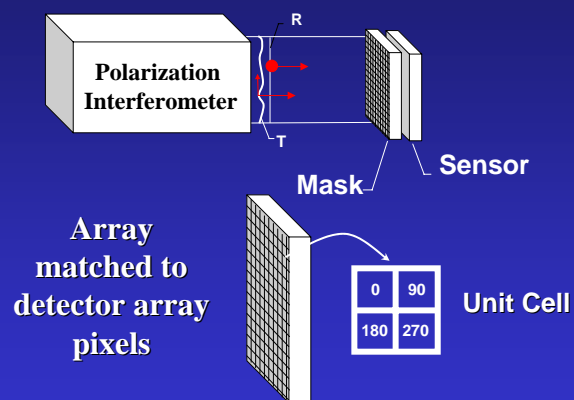 R
Polarization
Interferometer
T
Sensor
Mask
Array
matched to
detector array
pixels
0 90
180 270
Unit Cell